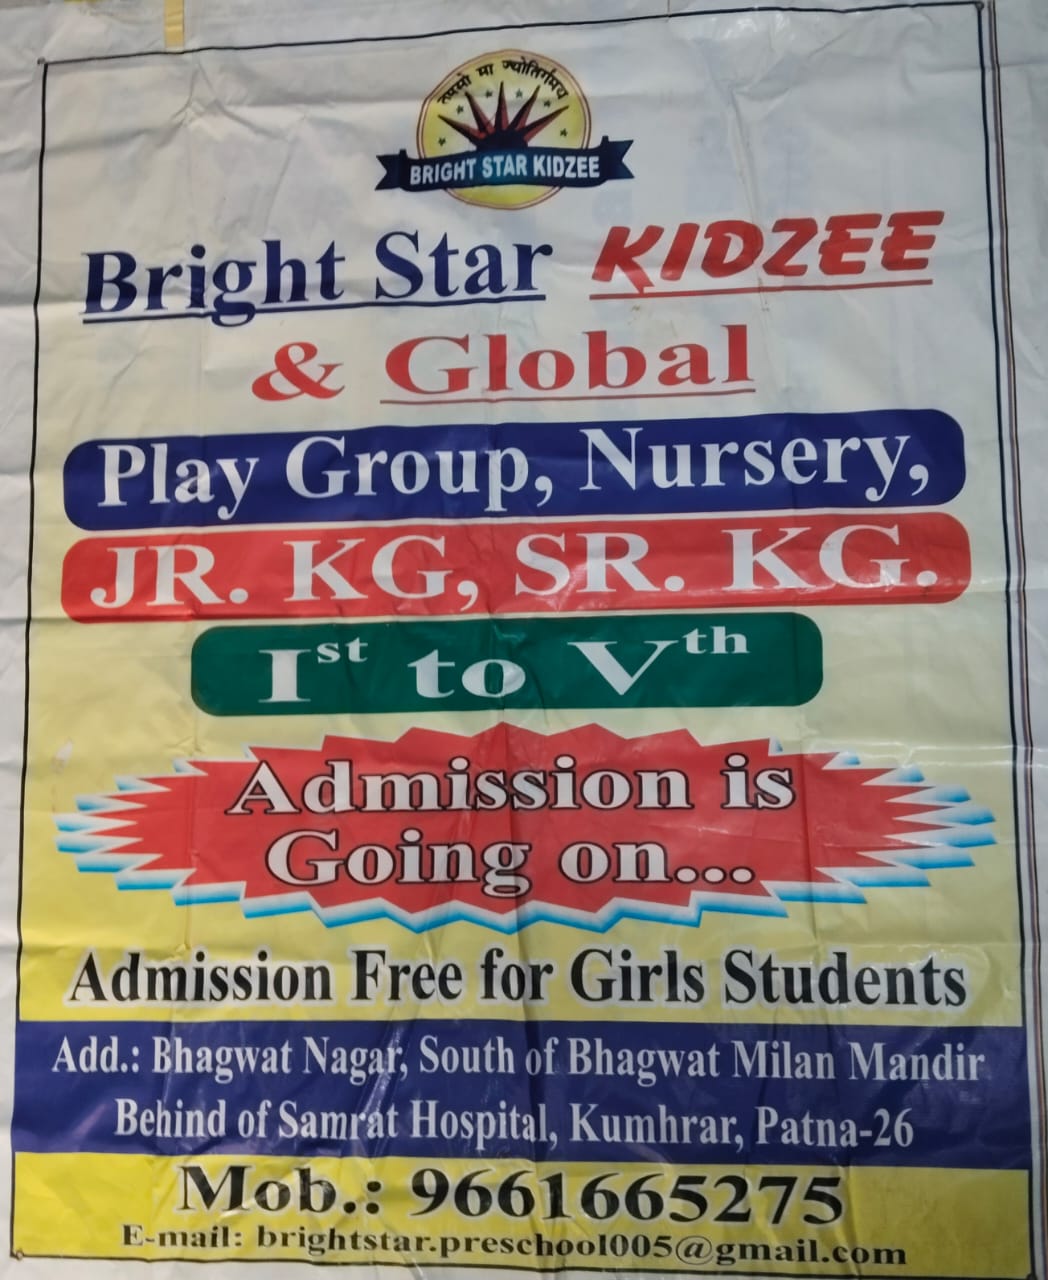 तमसो मा ज्योतिर्गमय
BRIGHT STAR KIDZEE
Bright Star KIDZEE
& Global
Play Group, Nursery,
JR. KG, SR. KG.
Ist to Vth
Admission is
Going on...
Admission Free for Girls Students
Add.: Bhagwat Nagar, South of Bhagwat Milan Mandir
Behind of Samrat Hospital, Kumhrar, Patna-26
Mob.: 9661665275
E-mail: brightstar.preschool005@gmail.com